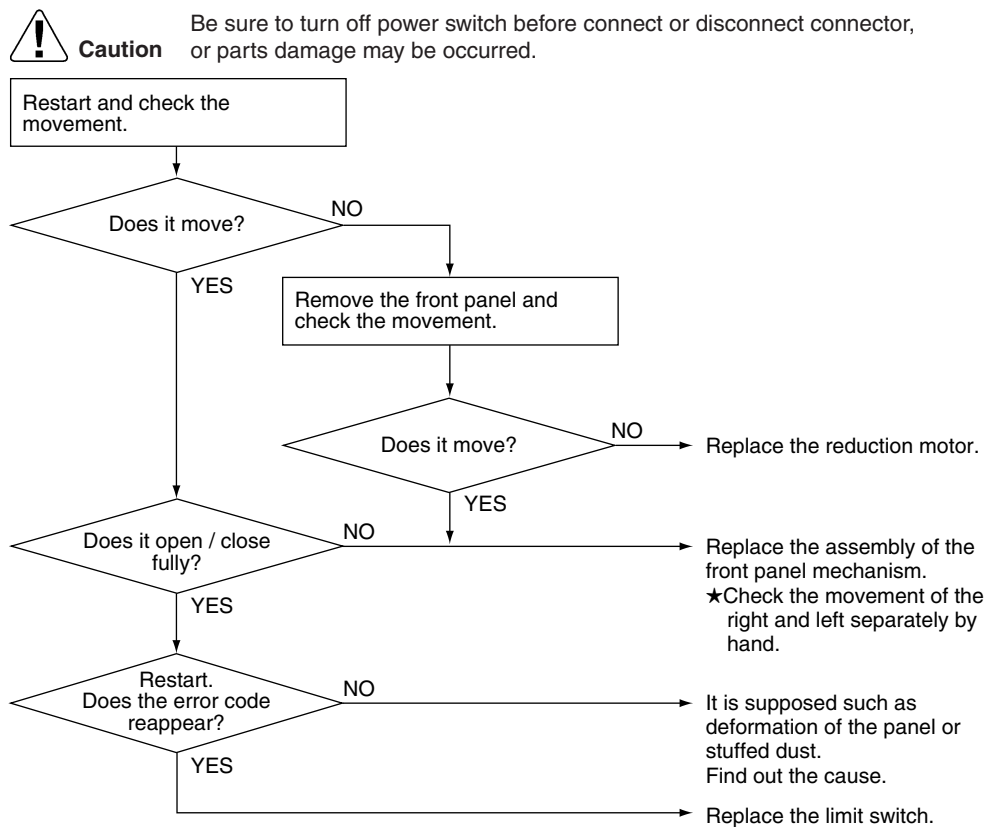 Be sure to turn off power switch before connect or disconnect connector,
Caution or parts damage may be occurred.
Restart and check the
movement.
Does it move?
NO
YES
Remove the front panel and
check the movement.
Does it move?
NO
Replace the reduction motor.
YES
Does it open / close
fully?
NO
Replace the assembly of the
front panel mechanism.
★Check the movement of the
right and left separately by
hand.
YES
Restart.
Does the error code
reappear?
NO
It is supposed such as
deformation of the panel or
stuffed dust.
Find out the cause.
YES
Replace the limit switch.